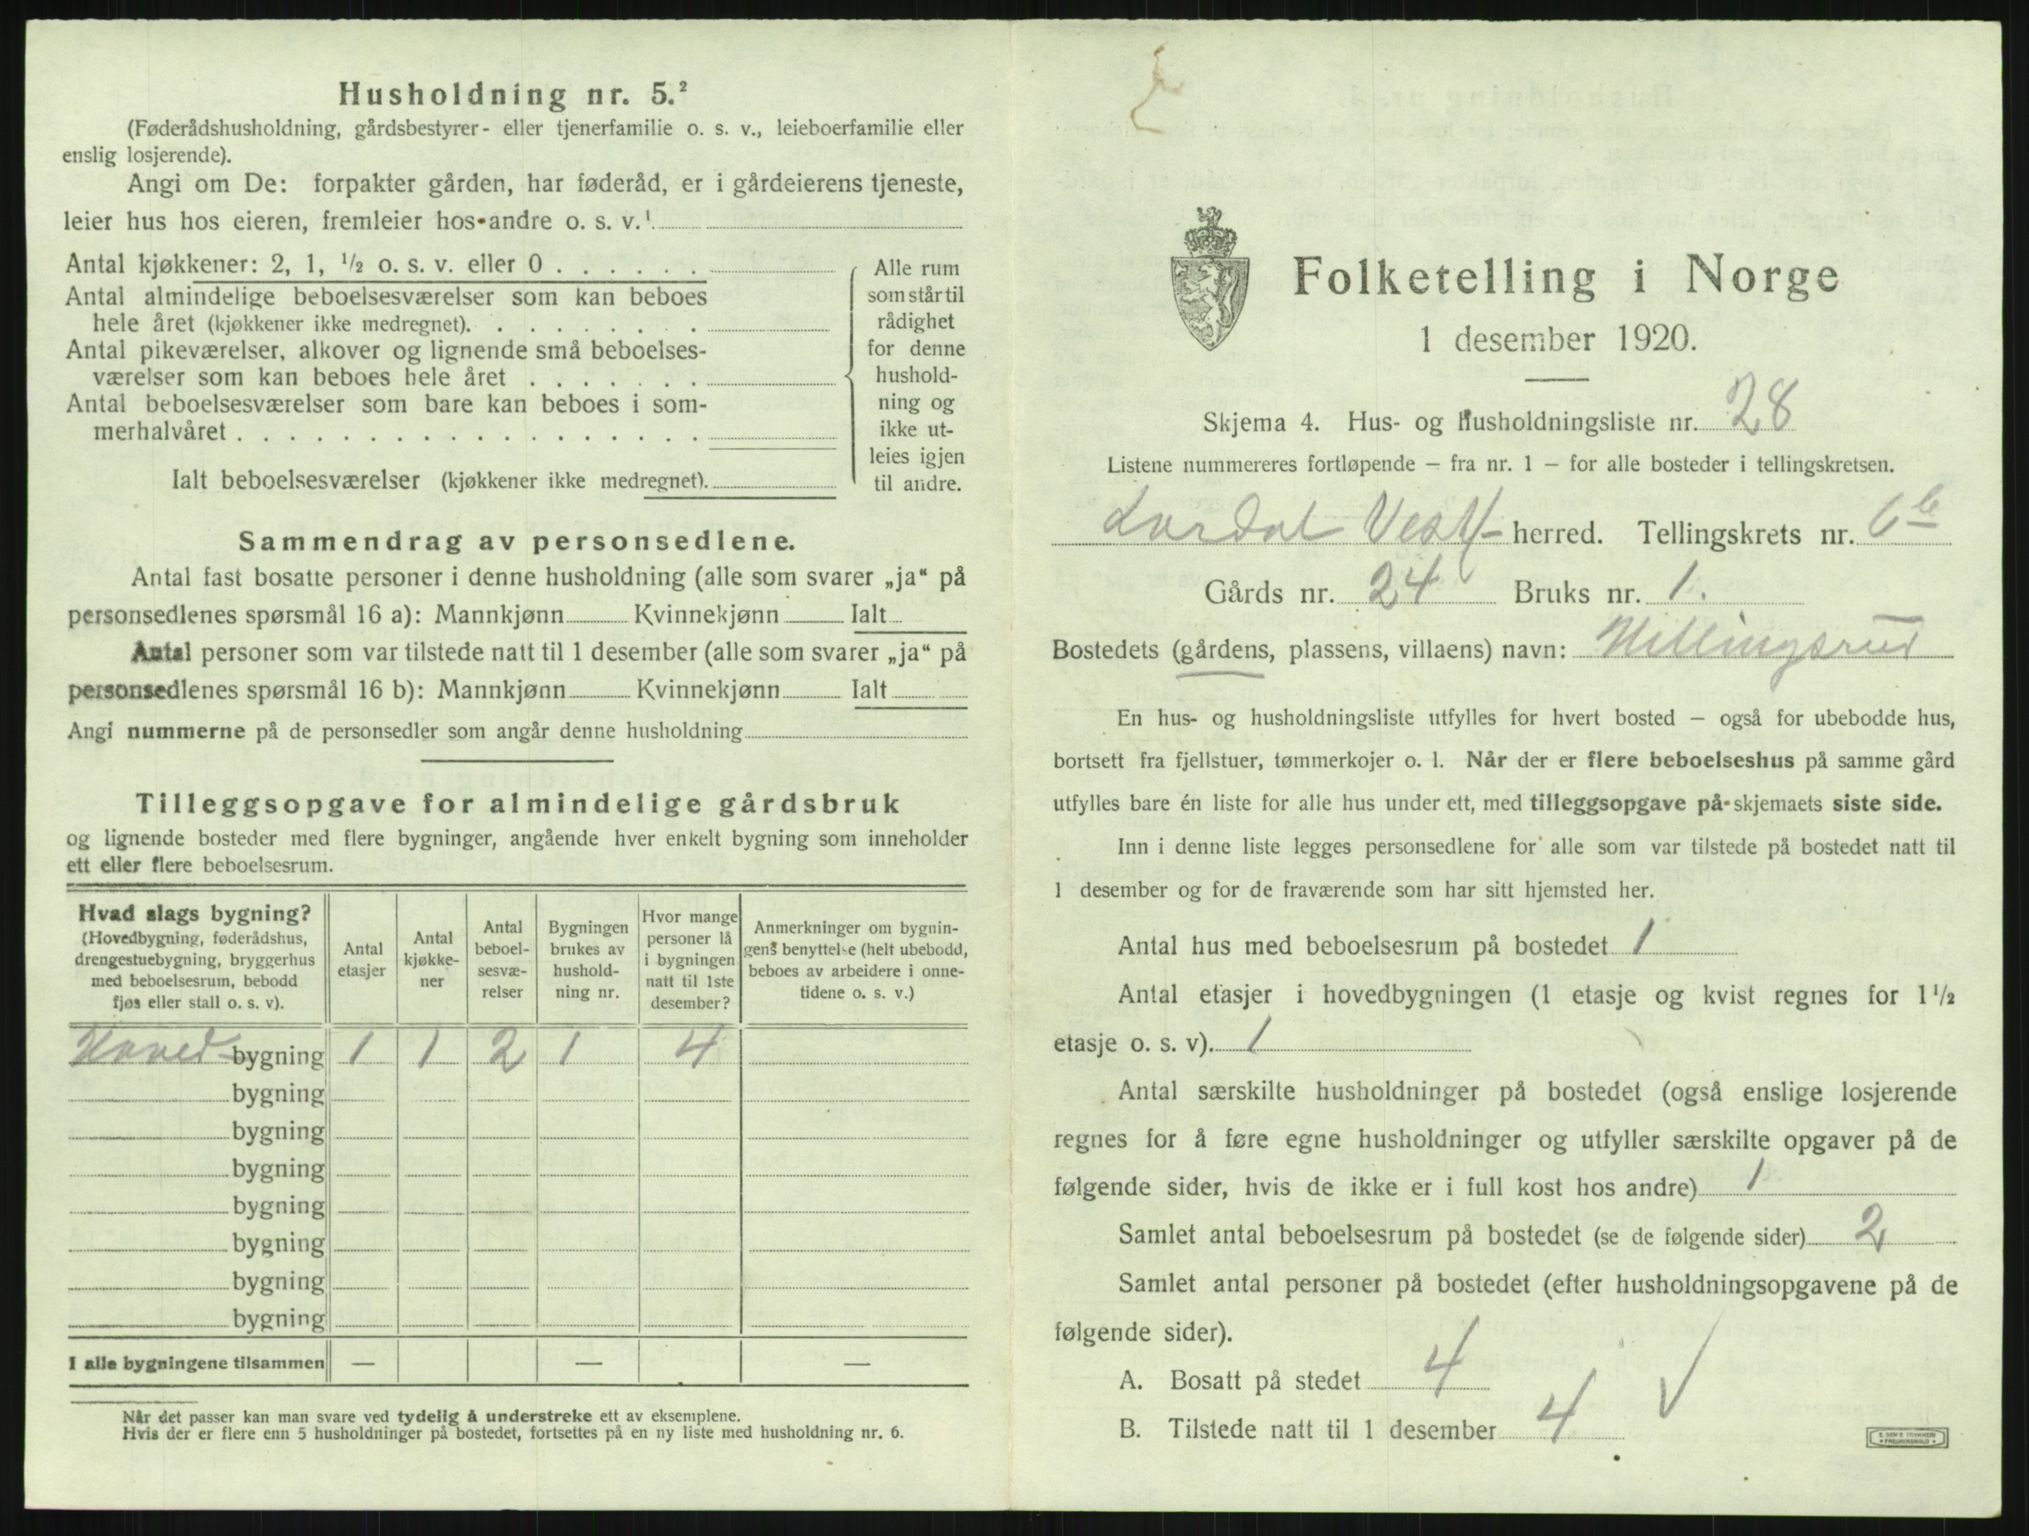 Husholdning nr. 5.²
(Føderådshusholdning, gårdsbestyrer- eller tjenerfamilie o. s. v., leieboerfamilie eller
enslig losjerende).
Angi om De: forpakter gården, har føderåd, er i gårdeierens tjeneste,
leier hus hos eieren, fremleier hos andre o. s. v.¹
Antal kjøkkener: 2, 1, ½ o. s. v. eller 0 . . . . . .
Antal almindelige beboelsesværelser som kan beboes
hele året (kjøkkener ikke medregnet). . . . . . . . .
Antal pikeværelser, alkover og lignende små beboelses-
værelser som kan beboes hele året . . . . . . .
Antal beboelsesværelser som bare kan beboes i som-
merhalvåret . . . . . . . . . . . . . . . . . .
Ialt beboelsesværelser (kjøkkener ikke medregnet).
Alle rum
som står til
rådighet
for denne
hushold-
ning og
ikke ut-
leies igjen
til andre.
Sammendrag av personsedlene.
Antal fast bosatte personer i denne husholdning (alle som svarer „ja“ på
personsedlenes spørsmål 16 a): Mannkjønn Kvinnekjønn Ialt
Antal personer som var tilstede natt til 1 desember (alle som svarer „ja“ på
personsedlenes spørsmål 16 b): Mannkjønn Kvinnekjønn Ialt
Angi nummerne på de personsedler som angår denne husholdning
Tilleggsopgave for almindelige gårdsbruk
og lignende bosteder med flere bygninger, angående hver enkelt bygning som inneholder
ett eller flere beboelsesrum.
Hvad slags bygning?
(Hovedbygning, føderådshus,
drengestuebygning, bryggerhus
med beboelsesrum, bebodd
fjøs eller stall o. s. v).
Antal
etasjer
Antal
kjøkke-
ner
Antal
beboel-
sesvæ-
relser
Bygningen
brukes av
hushold-
ning nr.
Hvor mange
personer lå
i bygningen
natt til 1ste
desember?
Anmerkninger om bygnin-
gens benyttelse (helt ubebodd,
beboes av arbeidere i onne-
tidene o. s. v.)
Hoved- bygning 1 1 2 1 4
bygning
bygning
bygning
bygning
bygning
bygning
bygning
I alle bygningene tilsammen — — —
Når det passer kan man svare ved tydelig å understreke ett av eksemplene.
Hvis der er flere enn 5 husholdninger på bostedet, fortsettes på en ny liste med husholdning nr. 6.
Folketelling i Norge
1 desember 1920.
Skjema 4. Hus- og Husholdningsliste nr. 28
Listene nummereres fortløpende — fra nr. 1 — for alle bosteder i tellingskretsen.
Lardal Vestf- herred. Tellingskrets nr. 6b
Gårds nr. 24 Bruks nr. 1.
Bostedets (gårdens, plassens, villaens) navn: Hellingsrud
En hus- og husholdningsliste utfylles for hvert bosted — også for ubebodde hus,
bortsett fra fjellstuer, tømmerkojer o. l. Når der er flere beboelseshus på samme gård
utfylles bare én liste for alle hus under ett, med tilleggsopgave på skjemaets siste side.
Inn i denne liste legges personsedlene for alle som var tilstede på bostedet natt til
1 desember og for de fraværende som har sitt hjemsted her.
Antal hus med beboelsesrum på bostedet 1
Antal etasjer i hovedbygningen (1 etasje og kvist regnes for 1 ½
etasje o. s. v). 1
Antal særskilte husholdninger på bostedet (også enslige losjerende
regnes for å føre egne husholdninger og utfyller særskilte opgaver på de
følgende sider, hvis de ikke er i full kost hos andre) 1
Samlet antal beboelsesrum på bostedet (se de følgende sider) 2
Samlet antal personer på bostedet (efter husholdningsopgavene på de
følgende sider).
A. Bosatt på stedet 4
B. Tilstede natt til 1 desember 4